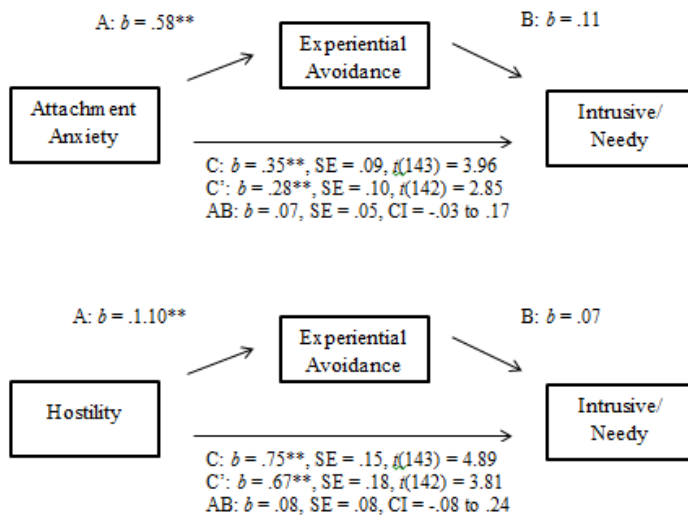 A: b = .58**
B: b = .11
Experiential
Avoidance
Attachment
Anxiety
Intrusive/
Needy
C: b = .35**, SE = .09, t(143) = 3.96
C’: b = .28**, SE = .10, t(142) = 2.85
AB: b = .07, SE = .05, CI = -.03 to .17
A: b = .1.10**
B: b = .07
Experiential
Avoidance
Hostility
Intrusive/
Needy
C: b = .75**, SE = .15, t(143) = 4.89
C’: b = .67**, SE = .18, t(142) = 3.81
AB: b = .08, SE = .08, CI = -.08 to .24